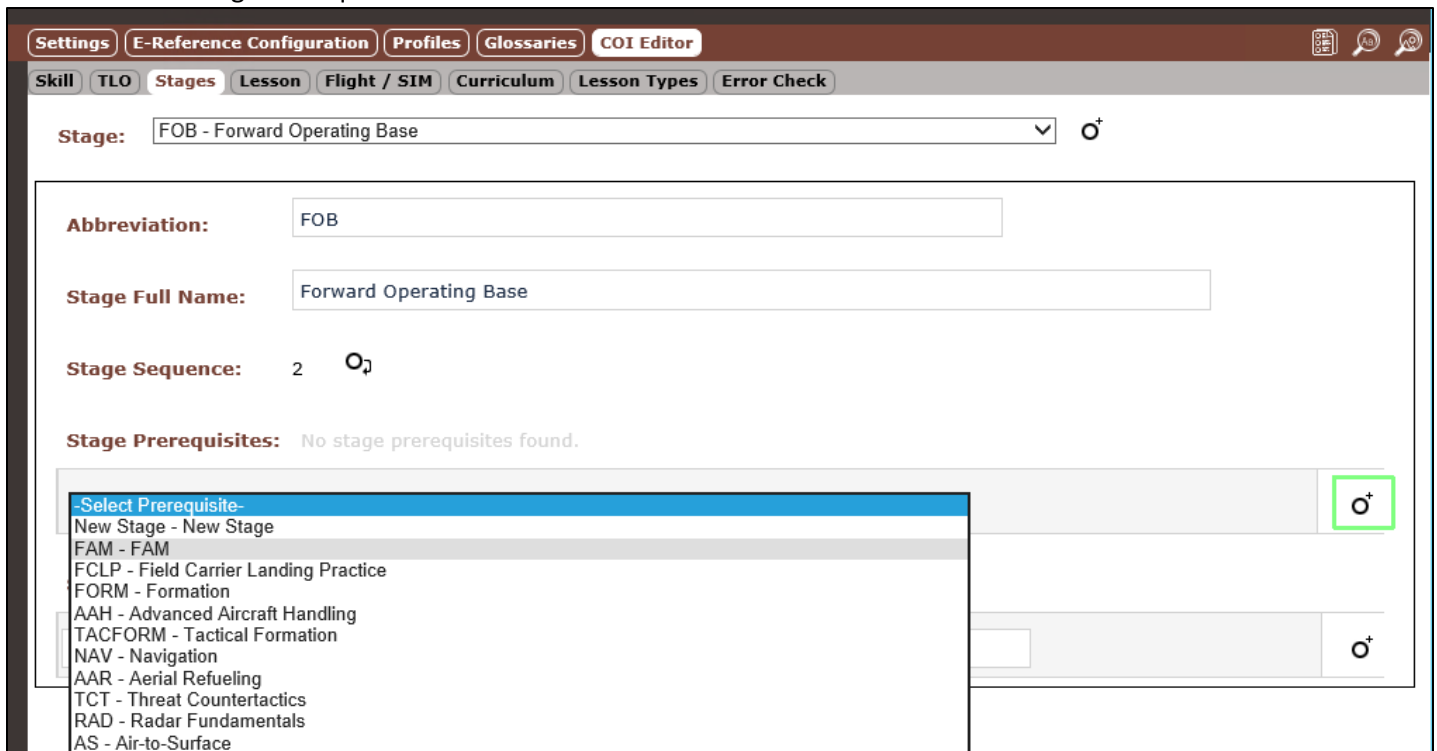 Settings E-Reference Configuration Profiles Glossaries COI Editor
Skill TLO Stages Lesson Flight / SIM Curriculum Lesson Types Error Check
Stage: FOB - Forward Operating Base
Abbreviation: FOB
Stage Full Name: Forward Operating Base
Stage Sequence: 2
Stage Prerequisites: No stage prerequisites found.
-Select Prerequisite-
New Stage - New Stage
FAM - FAM
FCLP - Field Carrier Landing Practice
FORM - Formation
AAH - Advanced Aircraft Handling
TACFORM - Tactical Formation
NAV - Navigation
AAR - Aerial Refueling
TCT - Threat Countertactics
RAD - Radar Fundamentals
AS - Air-to-Surface